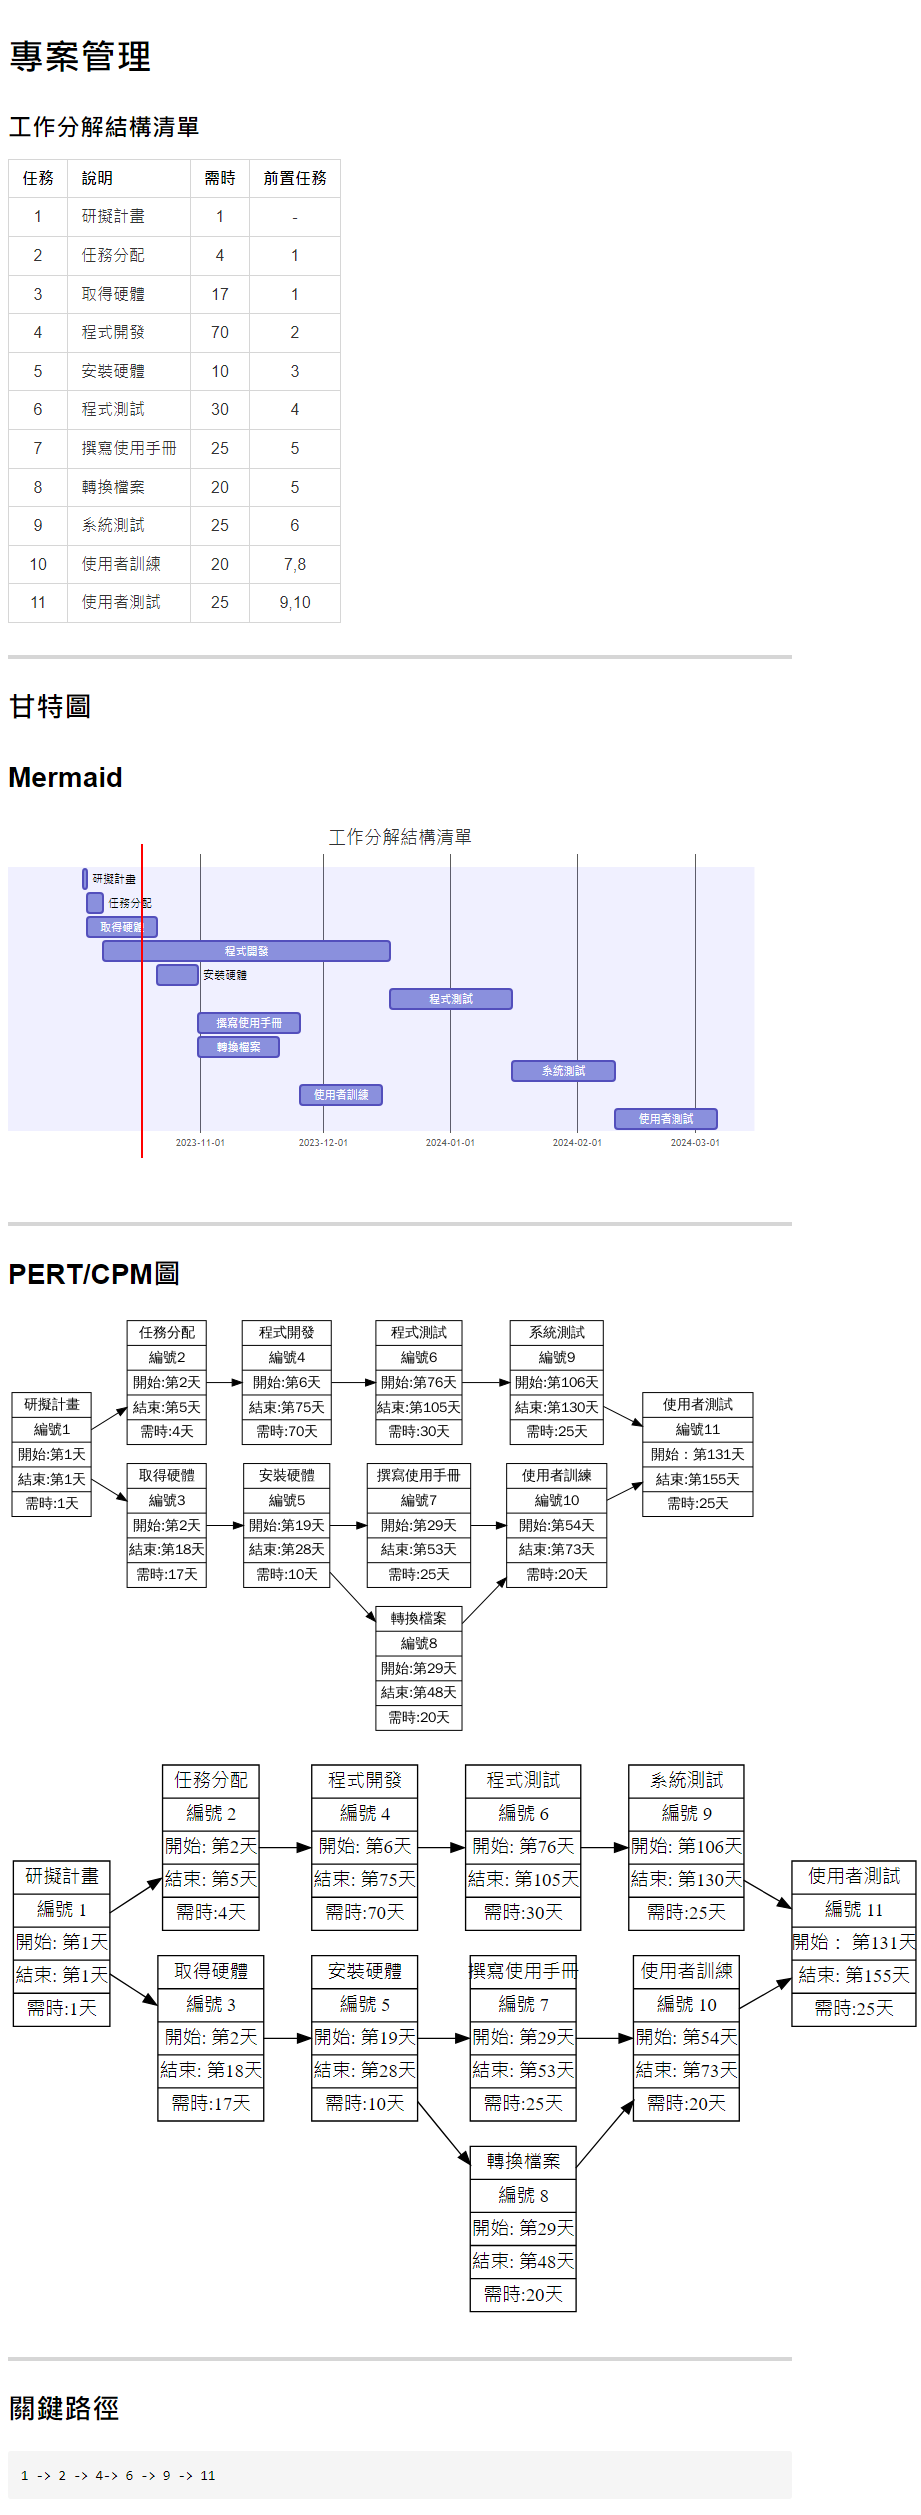 專案管理
工作分解結構清單
任務 說明 需時 前置任務
1 研擬計畫 1 -
2 任務分配 4 1
3 取得硬體 17 1
4 程式開發 70 2
5 安裝硬體 10 3
6 程式測試 30 4
7 撰寫使用手冊 25 5
8 轉換檔案 20 5
9 系統測試 25 6
10 使用者訓練 20 7,8
11 使用者測試 25 9,10
甘特圖
Mermaid
工作分解結構清單
研擬計畫
任務分配
取得硬體
程式開發
安裝硬體
程式測試
撰寫使用手冊
轉換檔案
系統測試
使用者訓練
使用者測試
2023-11-01 2023-12-01 2024-01-01 2024-02-01 2024-03-01
PERT/CPM圖
研擬計畫
編號1
開始:第1天
結束:第1天
需時:1天
任務分配
編號2
開始:第2天
結束:第5天
需時:4天
程式開發
編號4
開始:第6天
結束:第75天
需時:70天
程式測試
編號6
開始:第76天
結束:第105天
需時:30天
系統測試
編號9
開始:第106天
結束:第130天
需時:25天
使用者測試
編號11
開始：第131天
結束:第155天
需時:25天
取得硬體
編號3
開始:第2天
結束:第18天
需時:17天
安裝硬體
編號5
開始:第19天
結束:第28天
需時:10天
撰寫使用手冊
編號7
開始:第29天
結束:第53天
需時:25天
使用者訓練
編號10
開始:第54天
結束:第73天
需時:20天
轉換檔案
編號8
開始:第29天
結束:第48天
需時:20天
研擬計畫
編號 1
開始: 第1天
結束: 第1天
需時:1天
任務分配
編號 2
開始: 第2天
結束: 第5天
需時:4天
程式開發
編號 4
開始: 第6天
結束: 第75天
需時:70天
程式測試
編號 6
開始: 第76天
結束: 第105天
需時:30天
系統測試
編號 9
開始: 第106天
結束: 第130天
需時:25天
使用者測試
編號 11
開始： 第131天
結束: 第155天
需時:25天
取得硬體
編號 3
開始: 第2天
結束: 第18天
需時:17天
安裝硬體
編號 5
開始: 第19天
結束: 第28天
需時:10天
撰寫使用手冊
編號 7
開始: 第29天
結束: 第53天
需時:25天
使用者訓練
編號 10
開始: 第54天
結束: 第73天
需時:20天
轉換檔案
編號 8
開始: 第29天
結束: 第48天
需時:20天
關鍵路徑
1 -> 2 -> 4-> 6 -> 9 -> 11